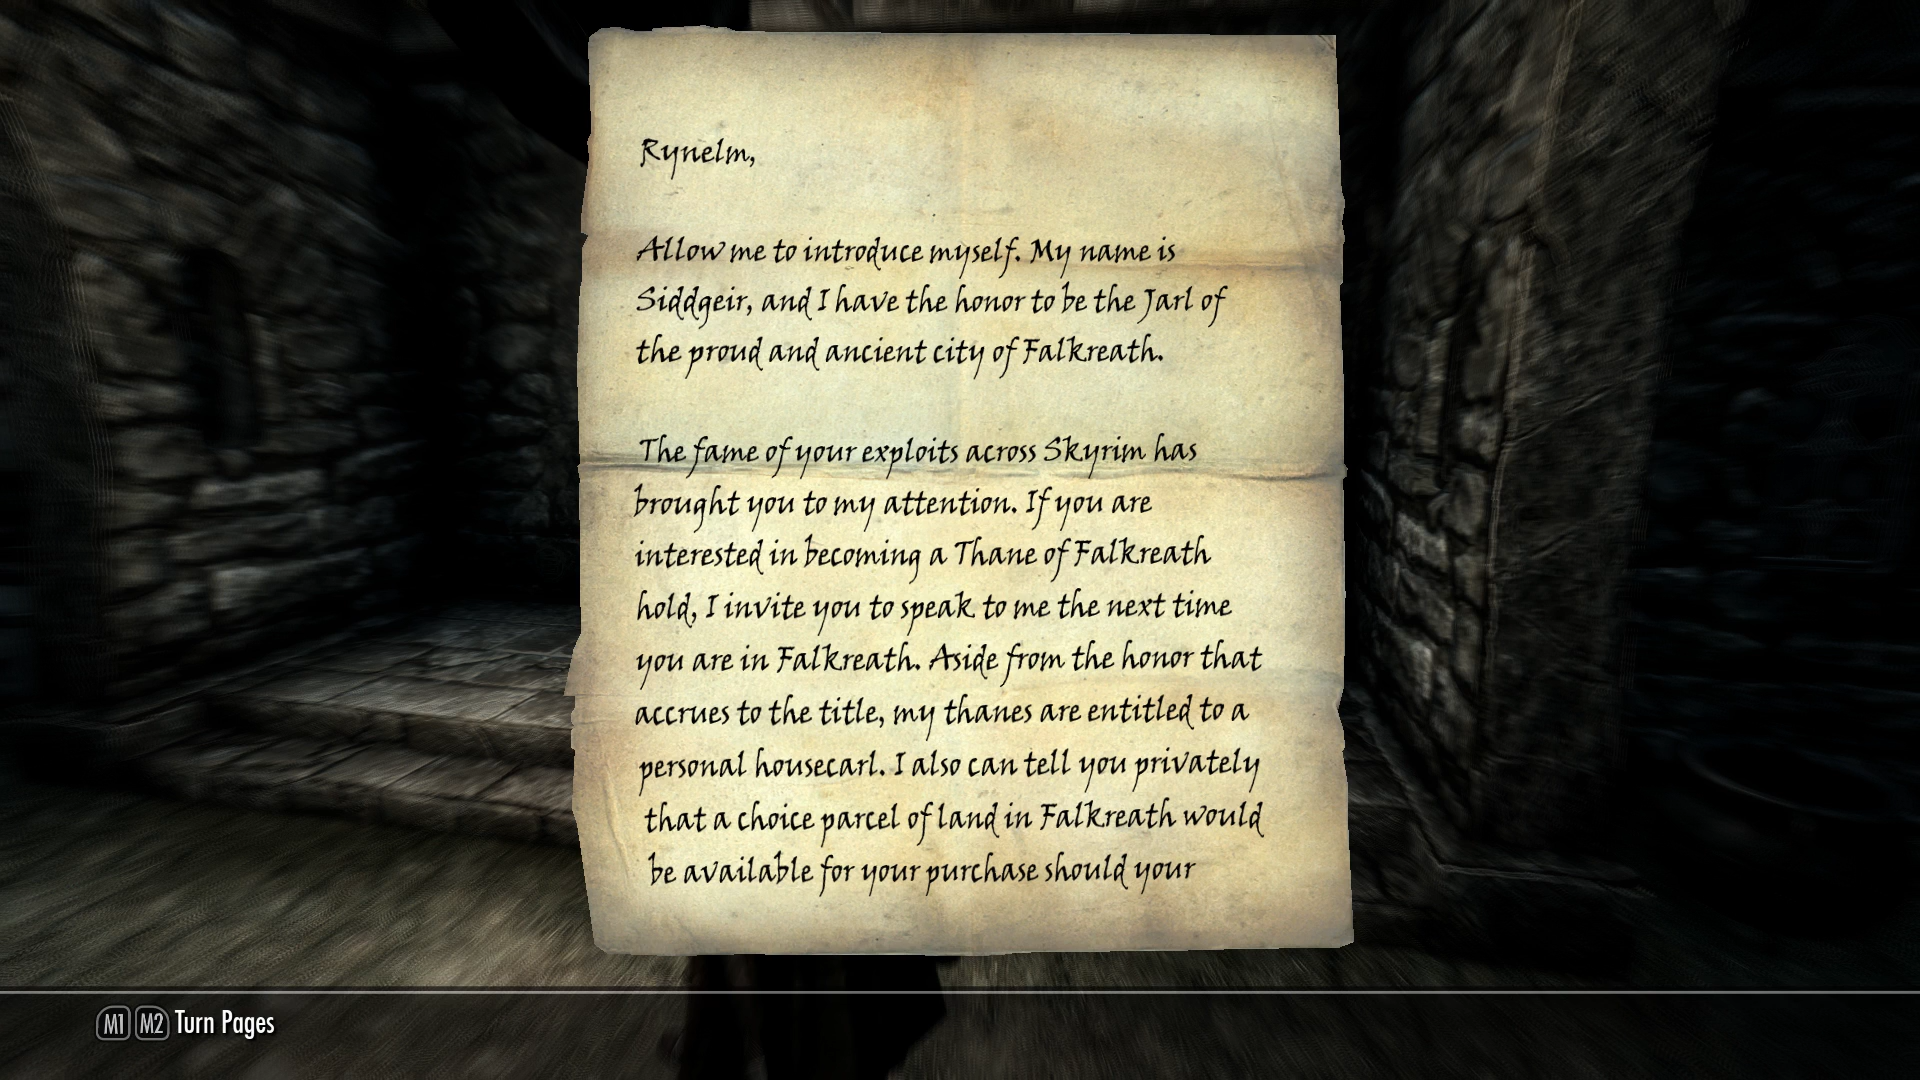 Rynelm,
Allow me to introduce myself. My name is
Siddgeir, and I have the honor to be the Jarl of
the proud and ancient city of Falkreath.
The fame of your exploits across Skyrim has
brought you to my attention. If you are
interested in becoming a Thane of Falkreath
hold, I invite you to speak to me the next time
you are in Falkreath. Aside from the honor that
accrues to the title, my thanes are entitled to a
personal housecarl. I also can tell you privately
that a choice parcel of land in Falkreath would
be available for your purchase should your
M1 M2 Turn Pages